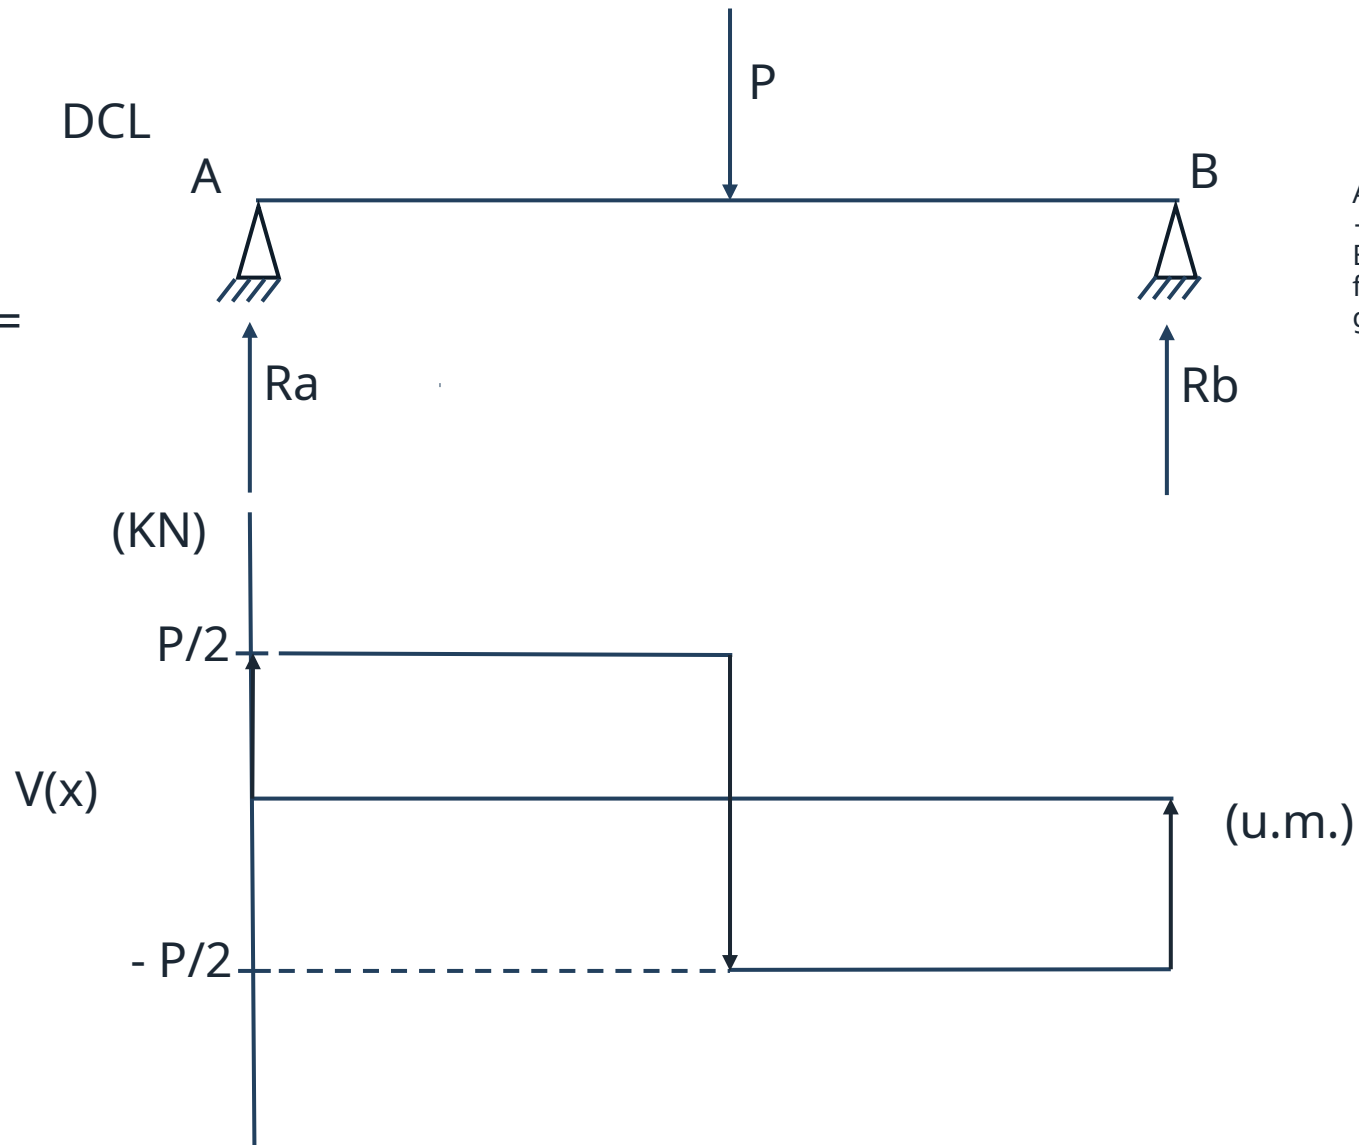 P
DCL
A
B
=
Ra
Rb
(KN)
P/2
V(x)
(u.m.)
- P/2